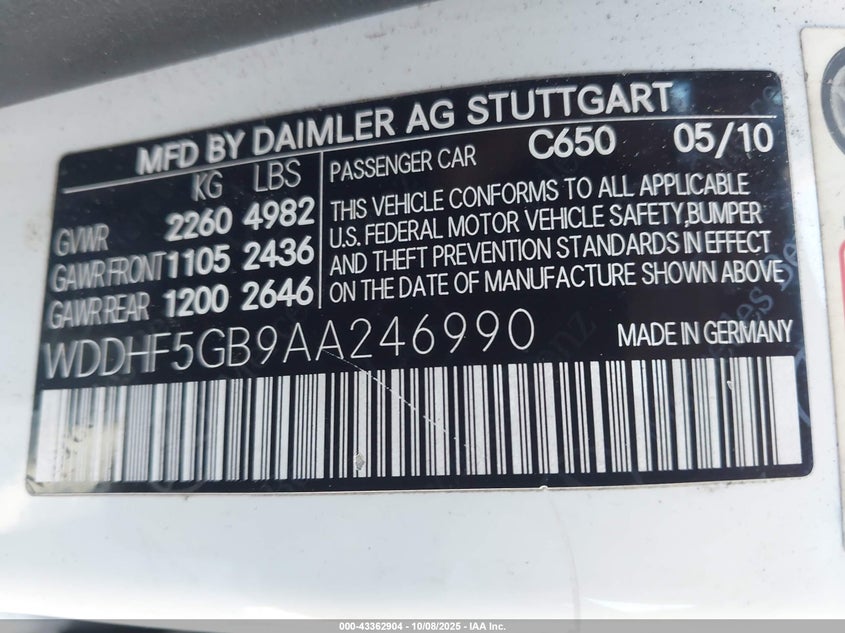 MFD BY DAIMLER AG STUTTGART
KG LBS
GVWR 2260 4982
GAWR FRONT 1105 2436
GAWR REAR 1200 2646
PASSENGER CAR C650 05/10
THIS VEHICLE CONFORMS TO ALL APPLICABLE
U.S. FEDERAL MOTOR VEHICLE SAFETY,BUMPER
AND THEFT PREVENTION STANDARDS IN EFFECT
ON THE DATE OF MANUFACTURE SHOWN ABOVE
WDDHF5GB9AA246990
MADE IN GERMANY
000-43362904 - 10/08/2025 - IAA Inc.